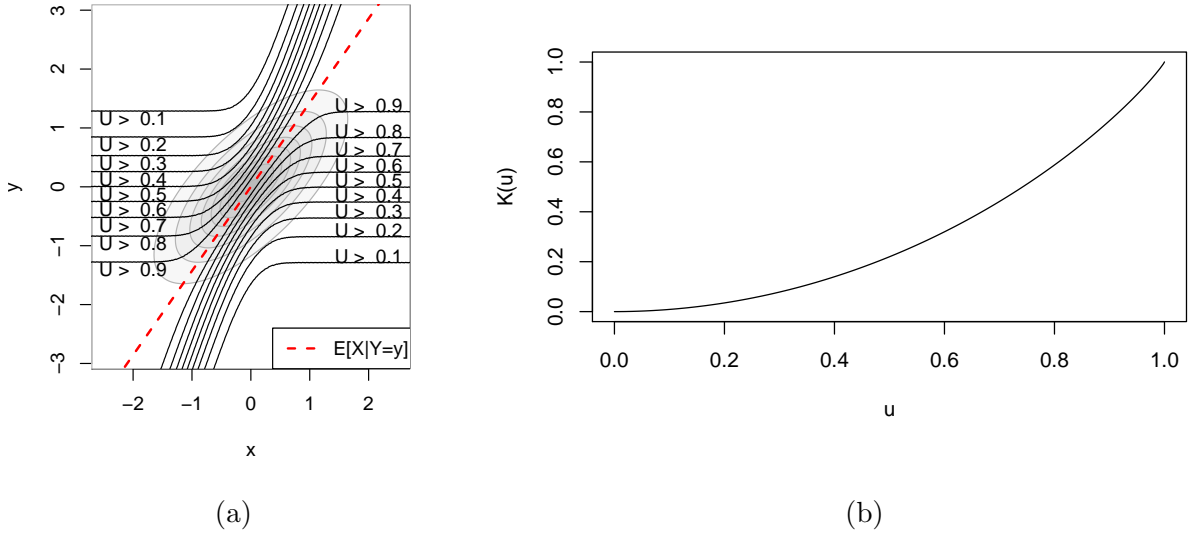 3
2
1
0
−1
−2
−3
y
U > 0.1
U > 0.2
U > 0.3
U > 0.4
U > 0.5
U > 0.6
U > 0.7
U > 0.8
U > 0.9
U > 0.9
U > 0.8
U > 0.7
U > 0.6
U > 0.5
U > 0.4
U > 0.3
U > 0.2
U > 0.1
E[X|Y=y]
−2 −1 0 1 2
x
(a)
1.0
0.8
0.6
0.4
0.2
0.0
K(u)
0.0 0.2 0.4 0.6 0.8 1.0
u
(b)